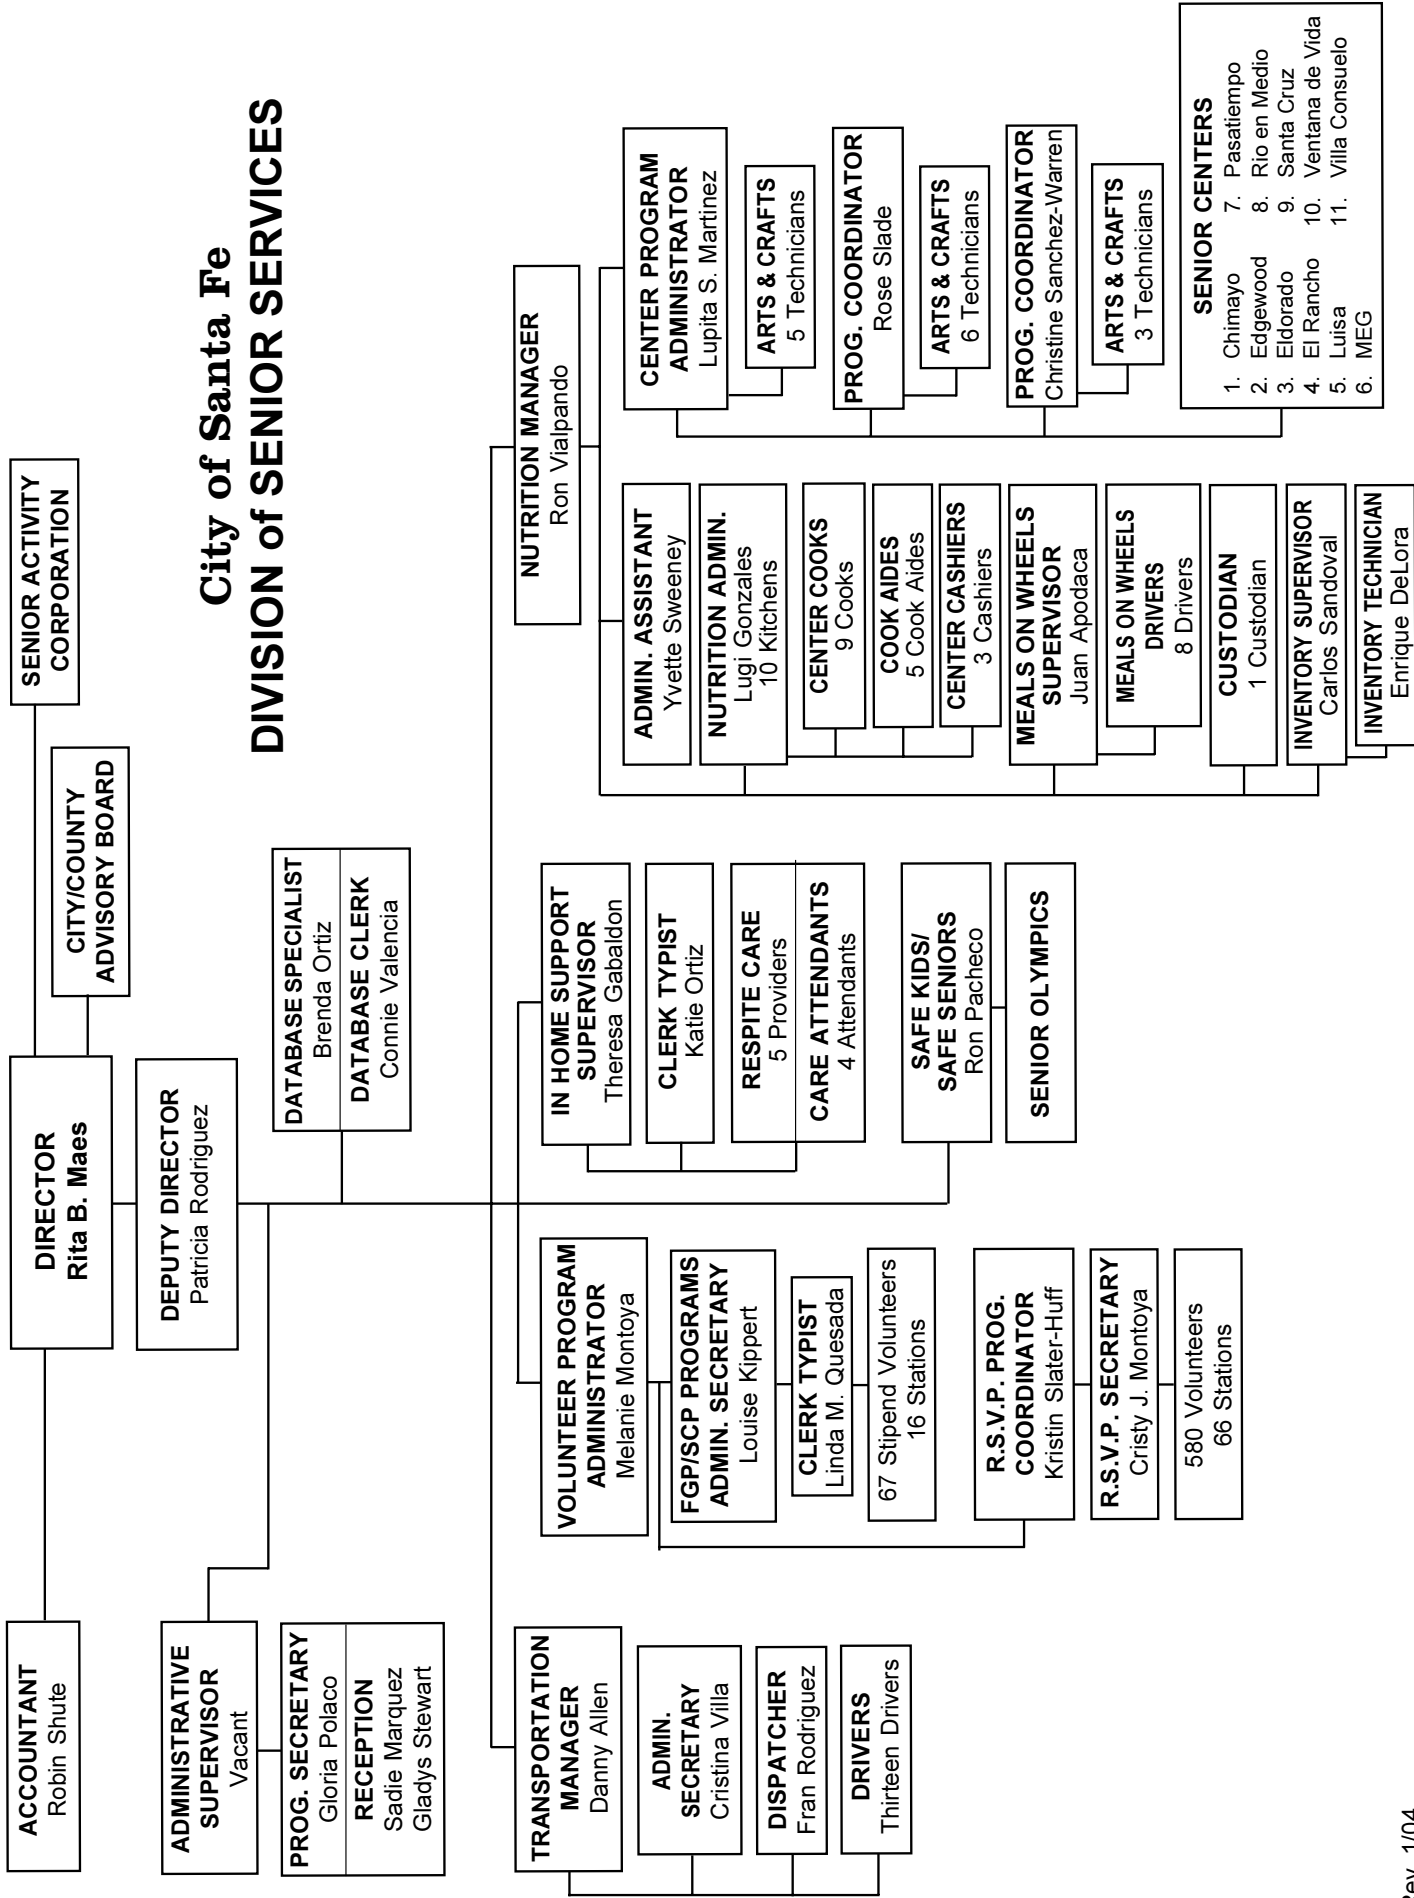 City of Santa Fe
DIVISION of SENIOR SERVICES
SENIOR ACTIVITY
CORPORATION
CITY/COUNTY
ADVISORY BOARD
DIRECTOR
Rita B. Maes
ACCOUNTANT
Robin Shute
DEPUTY DIRECTOR
Patricia Rodriguez
ADMINISTRATIVE
SUPERVISOR
Vacant
PROG. SECRETARY
Gloria Polaco
RECEPTION
Sadie Marquez
Gladys Stewart
DATABASE SPECIALIST
Brenda Ortiz
DATABASE CLERK
Connie Valencia
TRANSPORTATION
MANAGER
Danny Allen
ADMIN.
SECRETARY
Cristina Villa
DISPATCHER
Fran Rodriguez
DRIVERS
Thirteen Drivers
VOLUNTEER PROGRAM
ADMINISTRATOR
Melanie Montoya
FGP/SCP PROGRAMS
ADMIN. SECRETARY
Louise Kippert
CLERK TYPIST
Linda M. Quesada
67 Stipend Volunteers
16 Stations
R.S.V.P. PROG.
COORDINATOR
Kristin Slater-Huff
R.S.V.P. SECRETARY
Cristy J. Montoya
580 Volunteers
66 Stations
IN HOME SUPPORT
SUPERVISOR
Theresa Gabaldon
CLERK TYPIST
Katie Ortiz
RESPITE CARE
5 Providers
CARE ATTENDANTS
4 Attendants
SAFE KIDS/
SAFE SENIORS
Ron Pacheco
SENIOR OLYMPICS
NUTRITION MANAGER
Ron Vialpando
ADMIN. ASSISTANT
Yvette Sweeney
NUTRITION ADMIN.
Lugi Gonzales
10 Kitchens
CENTER COOKS
9 Cooks
COOK AIDES
5 Cook Aides
CENTER CASHIERS
3 Cashiers
MEALS ON WHEELS
SUPERVISOR
Juan Apodaca
MEALS ON WHEELS
DRIVERS
8 Drivers
CUSTODIAN
1 Custodian
INVENTORY SUPERVISOR
Carlos Sandoval
INVENTORY TECHNICIAN
Enrique DeLora
CENTER PROGRAM
ADMINISTRATOR
Lupita S. Martinez
ARTS & CRAFTS
5 Technicians
PROG. COORDINATOR
Rose Slade
ARTS & CRAFTS
6 Technicians
PROG. COORDINATOR
Christine Sanchez-Warren
ARTS & CRAFTS
3 Technicians
SENIOR CENTERS
1. Chimayo
2. Edgewood
3. Eldorado
4. El Rancho
5. Luisa
6. MEG
7. Pasatiempo
8. Rio en Medio
9. Santa Cruz
10. Ventana de Vida
11. Villa Consuelo
Rev. 1/04